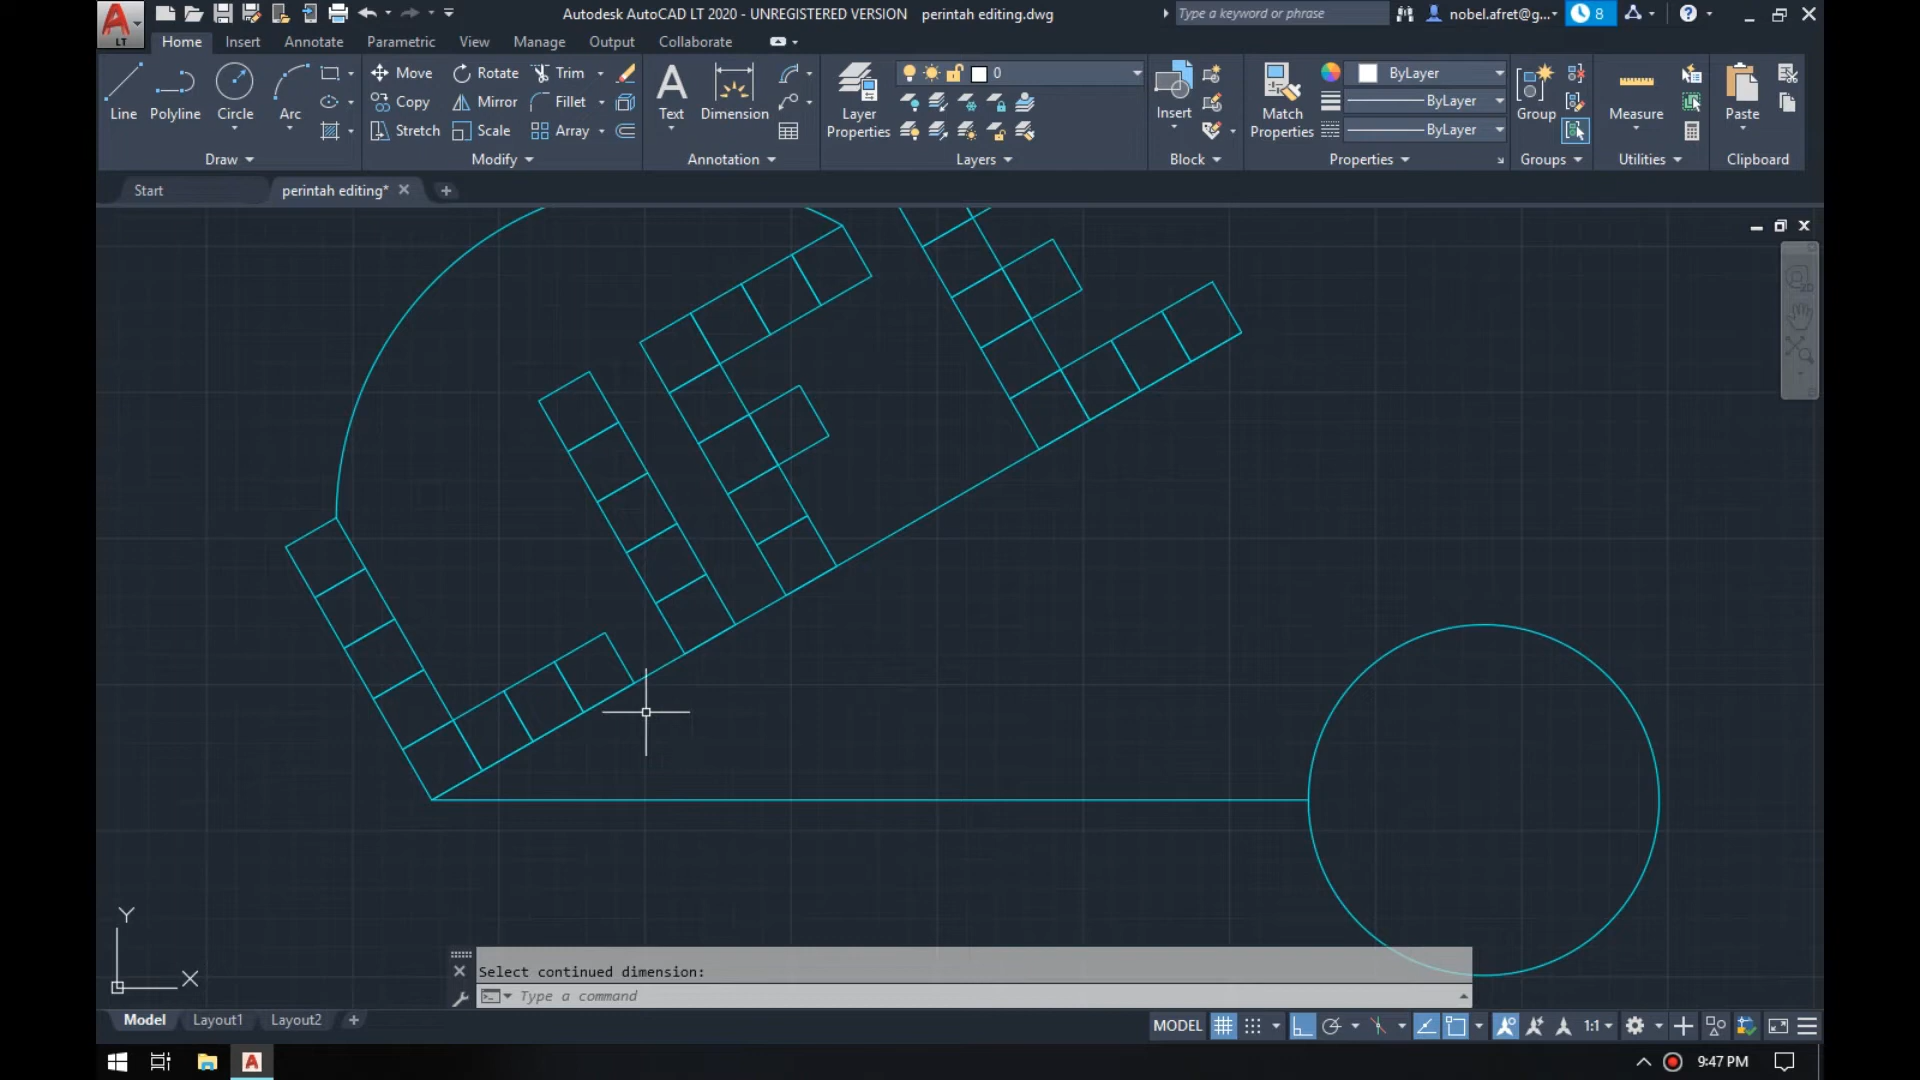 Autodesk AutoCAD LT 2020 - UNREGISTERED VERSION perintah editing.dwg
Type a keyword or phrase
nobel.afret@g...
8
LT
Home Insert Annotate Parametric View Manage Output Collaborate
Line Polyline Circle Arc
Move Rotate Trim
Copy Mirror Fillet
Stretch Scale Array
Text Dimension
Layer Properties
0
Insert
Match Properties
ByLayer
ByLayer
ByLayer
Group
Measure
Paste
Draw Modify Annotation Layers Block Properties Groups Utilities Clipboard
Start perintah editing*
Y
X
Select continued dimension:
Type a command
Model Layout1 Layout2
MODEL 1:1
A 9:47 PM